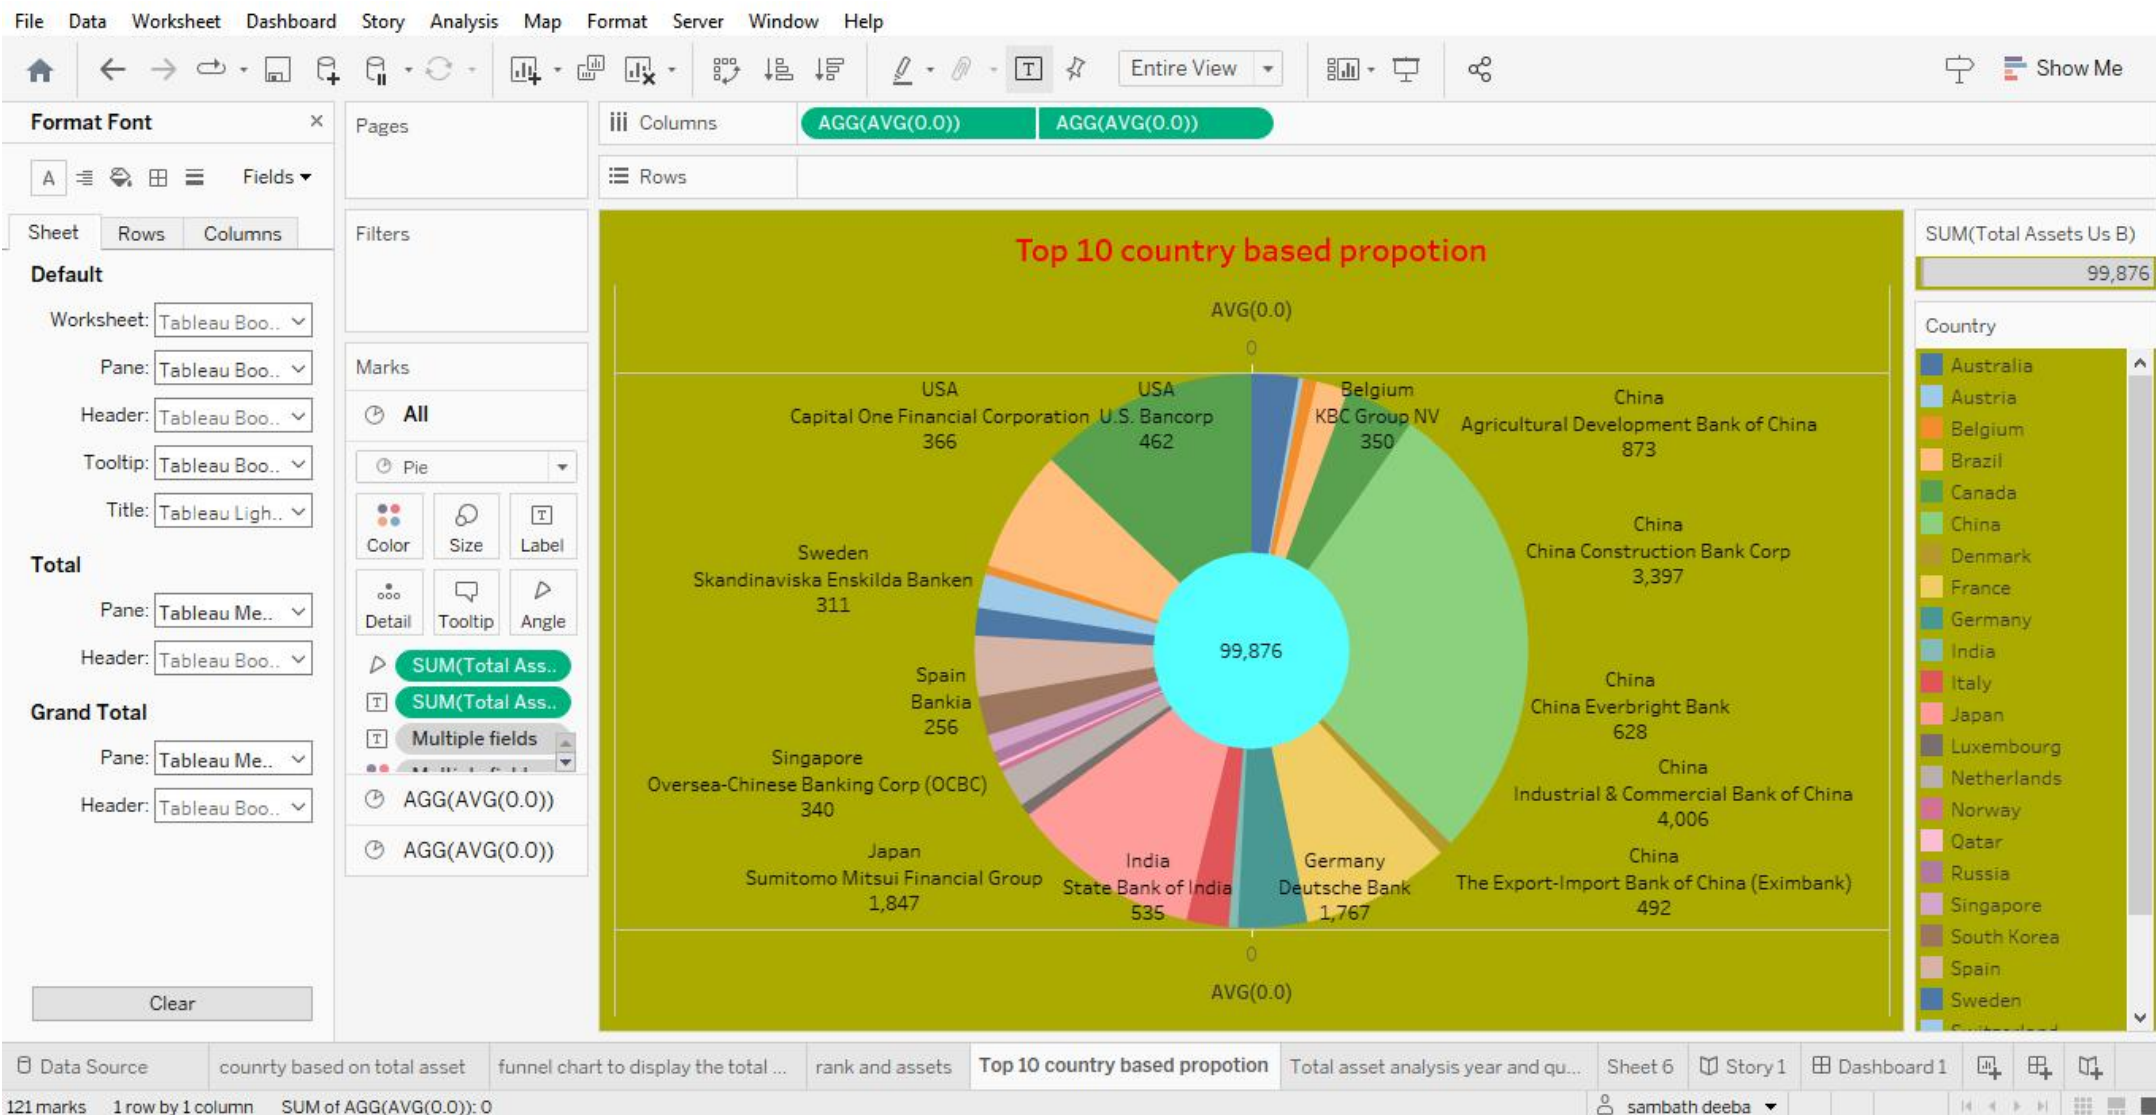 File Data Worksheet Dashboard Story Analysis Map Format Server Window Help
Entire View
Show Me
Format Font
Fields
Sheet Rows Columns
Default
Worksheet: Tableau Boo..
Pane: Tableau Boo..
Header: Tableau Boo..
Tooltip: Tableau Boo..
Title: Tableau Ligh..
Total
Pane: Tableau Me..
Header: Tableau Boo..
Grand Total
Pane: Tableau Me..
Header: Tableau Boo..
Clear
Pages
Filters
Marks
All
Pie
Color Size Label
Detail Tooltip Angle
SUM(Total Ass..
SUM(Total Ass..
Multiple fields
AGG(AVG(0.0))
AGG(AVG(0.0))
Columns AGG(AVG(0.0)) AGG(AVG(0.0))
Rows
Top 10 country based propotion
AVG(0.0)
0
USA
Capital One Financial Corporation
366
USA
U.S. Bancorp
462
Belgium
KBC Group NV
350
China
Agricultural Development Bank of China
873
China
China Construction Bank Corp
3,397
Sweden
Skandinaviska Enskilda Banken
311
99,876
Spain
Bankia
256
China
China Everbright Bank
628
Singapore
Oversea-Chinese Banking Corp (OCBC)
340
China
Industrial & Commercial Bank of China
4,006
Japan
Sumitomo Mitsui Financial Group
1,847
India
State Bank of India
535
Germany
Deutsche Bank
1,767
China
The Export-Import Bank of China (Eximbank)
492
0
AVG(0.0)
SUM(Total Assets Us B)
99,876
Country
Australia
Austria
Belgium
Brazil
Canada
China
Denmark
France
Germany
India
Italy
Japan
Luxembourg
Netherlands
Norway
Qatar
Russia
Singapore
South Korea
Spain
Sweden
Data Source counrty based on total asset funnel chart to display the total ... rank and assets Top 10 country based propotion Total asset analysis year and qu... Sheet 6 Story 1 Dashboard 1
121 marks 1 row by 1 column SUM of AGG(AVG(0.0)): 0 sambath deeba